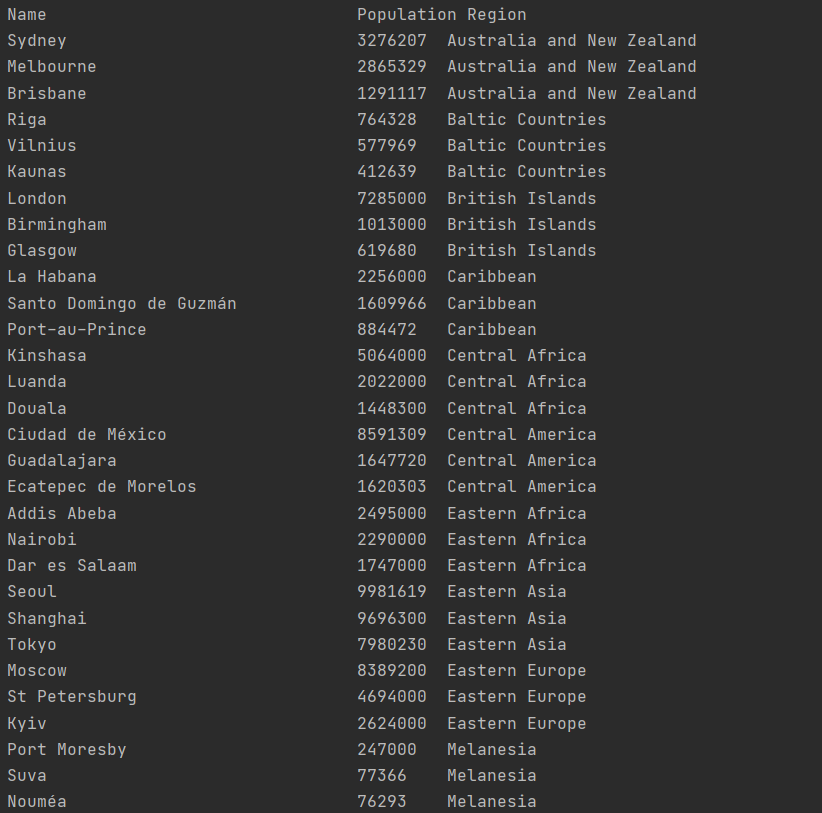 Name Population Region
Sydney 3276207 Australia and New Zealand
Melbourne 2865329 Australia and New Zealand
Brisbane 1291117 Australia and New Zealand
Riga 764328 Baltic Countries
Vilnius 577969 Baltic Countries
Kaunas 412639 Baltic Countries
London 7285000 British Islands
Birmingham 1013000 British Islands
Glasgow 619680 British Islands
La Habana 2256000 Caribbean
Santo Domingo de Guzmán 1609966 Caribbean
Port-au-Prince 884472 Caribbean
Kinshasa 5064000 Central Africa
Luanda 2022000 Central Africa
Douala 1448300 Central Africa
Ciudad de México 8591309 Central America
Guadalajara 1647720 Central America
Ecatepec de Morelos 1620303 Central America
Addis Abeba 2495000 Eastern Africa
Nairobi 2290000 Eastern Africa
Dar es Salaam 1747000 Eastern Africa
Seoul 9981619 Eastern Asia
Shanghai 9696300 Eastern Asia
Tokyo 7980230 Eastern Asia
Moscow 8389200 Eastern Europe
St Petersburg 4694000 Eastern Europe
Kyiv 2624000 Eastern Europe
Port Moresby 247000 Melanesia
Suva 77366 Melanesia
Nouméa 76293 Melanesia